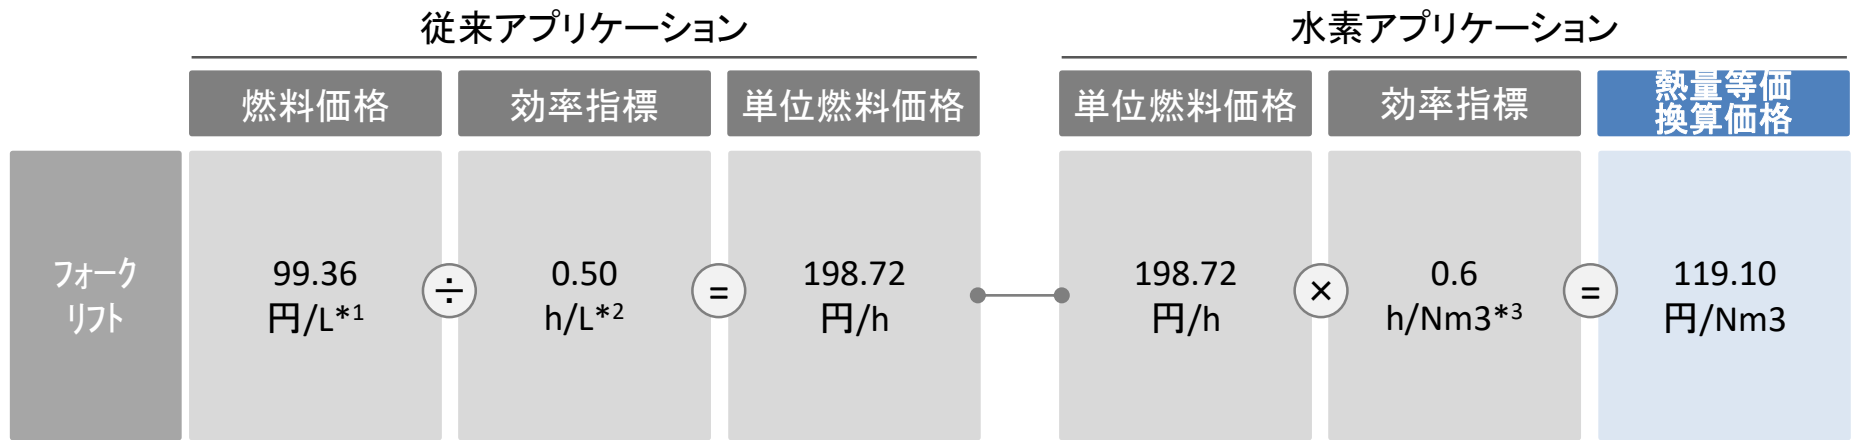 従来アプリケーション
水素アプリケーション
燃料価格
効率指標
単位燃料価格
単位燃料価格
効率指標
熱量等価
換算価格
フォーク
リフト
99.36
円/L*1
÷
0.50
h/L*2
=
198.72
円/h
198.72
円/h
×
0.6
h/Nm3*3
=
119.10
円/Nm3